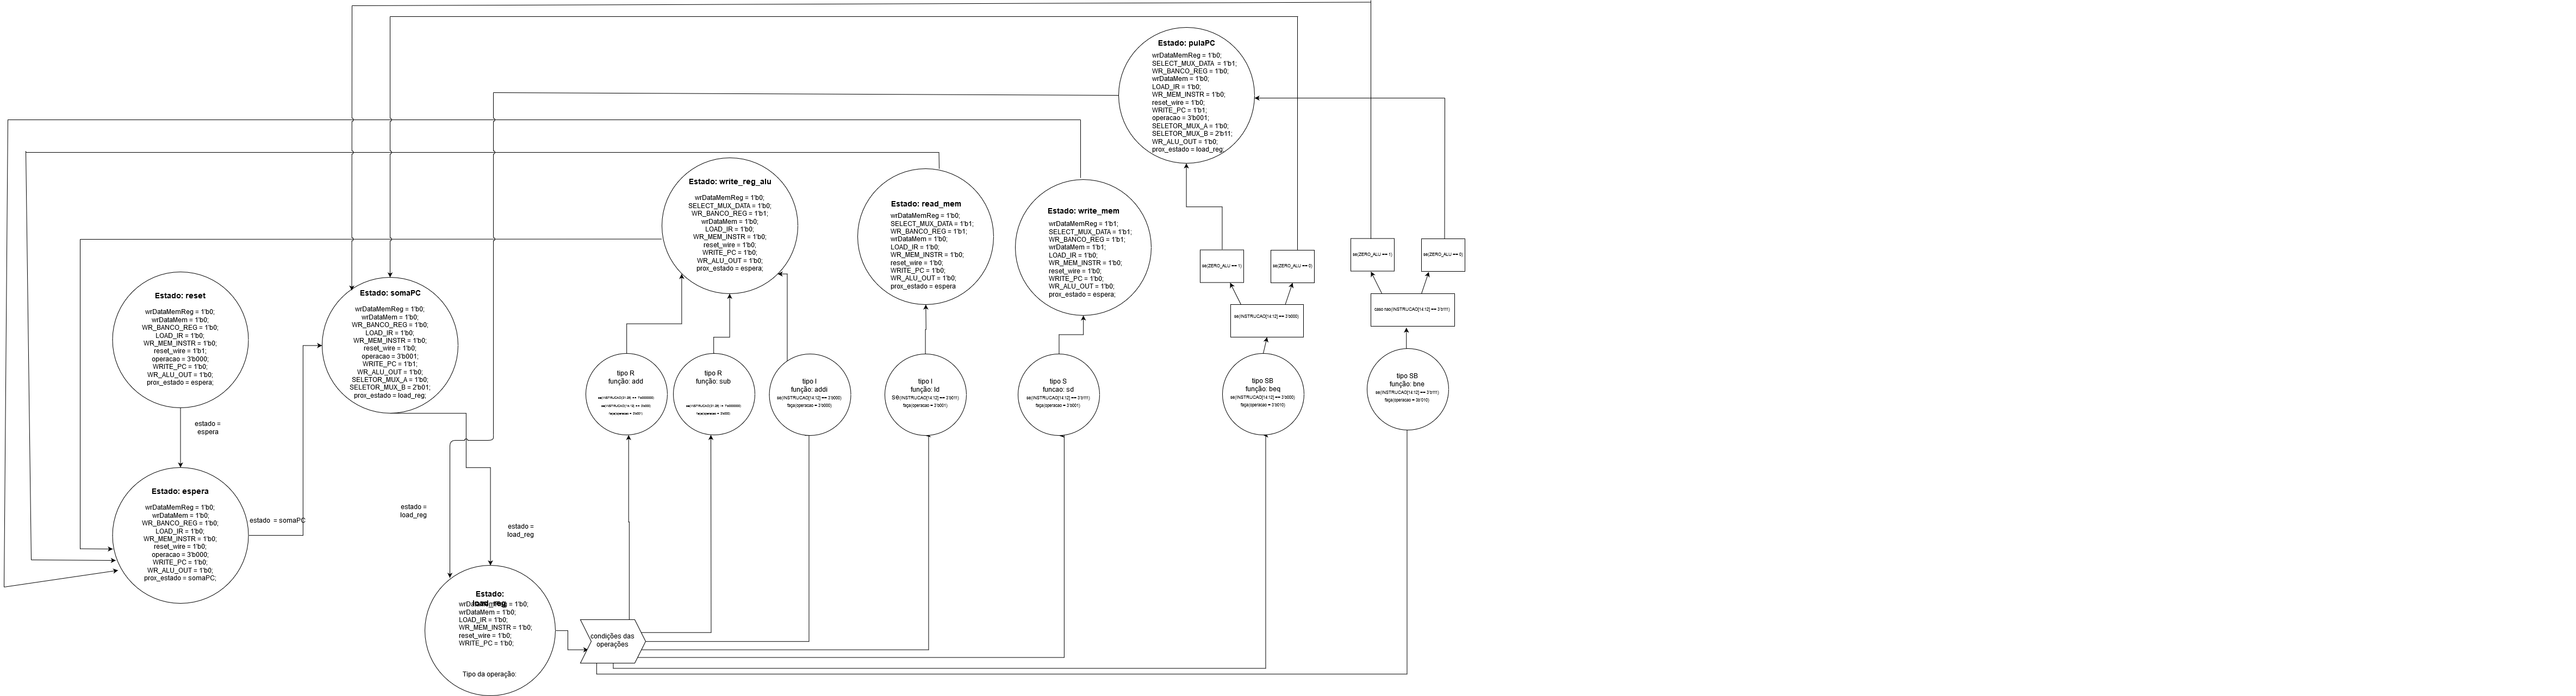 Estado: pulaPC
wrDataMemReg = 1'b0;
SELECT_MUX_DATA  = 1'b1;
WR_BANCO_REG = 1'b0;
wrDataMem = 1'b0;
LOAD_IR = 1'b0;
WR_MEM_INSTR = 1'b0;
reset_wire = 1'b0;
WRITE_PC = 1'b1;
operacao = 3'b001;
SELETOR_MUX_A = 1'b0;
SELETOR_MUX_B = 2'b11;
WR_ALU_OUT = 1'b0;
prox_estado = load_reg;
Estado: write_reg_alu
wrDataMemReg = 1'b0;
SELECT_MUX_DATA = 1'b0;
WR_BANCO_REG = 1'b1;
wrDataMem = 1'b0;
LOAD_IR = 1'b0;
WR_MEM_INSTR = 1'b0;
reset_wire = 1'b0;
WRITE_PC = 1'b0;
WR_ALU_OUT = 1'b0;
prox_estado = espera;
Estado: read_mem
wrDataMemReg = 1'b0;
SELECT_MUX_DATA = 1'b1;
WR_BANCO_REG = 1'b1;
wrDataMem = 1'b0;
LOAD_IR = 1'b0;
WR_MEM_INSTR = 1'b0;
reset_wire = 1'b0;
WRITE_PC = 1'b0;
WR_ALU_OUT = 1'b0;
prox_estado = espera
Estado: write_mem
wrDataMemReg = 1'b1;
SELECT_MUX_DATA = 1'b1;
WR_BANCO_REG = 1'b1;
wrDataMem = 1'b1;
LOAD_IR = 1'b0;
WR_MEM_INSTR = 1'b0;
reset_wire = 1'b0;
WRITE_PC = 1'b0;
WR_ALU_OUT = 1'b0;
prox_estado = espera;
se(ZERO_ALU == 1)
se(ZERO_ALU == 0)
se(ZERO_ALU == 1)
se(ZERO_ALU == 0)
se(INSTRUCAO[14:12] == 3'b000)
caso não(INSTRUCAO[14:12] == 3'b111)
Estado: reset
wrDataMemReg = 1'b0;
wrDataMem = 1'b0;
WR_BANCO_REG = 1'b0;
LOAD_IR = 1'b0;
WR_MEM_INSTR = 1'b0;
reset_wire = 1'b1;
operacao = 3'b000;
WRITE_PC = 1'b0;
WR_ALU_OUT = 1'b0;
prox_estado = espera;
Estado: somaPC
wrDataMemReg = 1'b0;
wrDataMem = 1'b0;
WR_BANCO_REG = 1'b0;
LOAD_IR = 1'b0;
WR_MEM_INSTR = 1'b0;
reset_wire = 1'b0;
operacao = 3'b001;
WRITE_PC = 1'b1;
WR_ALU_OUT = 1'b0;
SELETOR_MUX_A = 1'b0;
SELETOR_MUX_B = 2'b01;
prox_estado = load_reg;
tipo R
função: add
tipo R
função: sub
tipo I
função: addi
se(INSTRUCAO[14:12] == 3'b000)
faça(operacao = 3'b000)
tipo I
função: ld
se(INSTRUCAO[14:12] == 3'b011)
faça(operacao = 3'b001)
tipo S
funcao: sd
se(INSTRUCAO[14:12] == 3'b111)
faça(operacao = 3'b001)
tipo SB
função: beq
se(INSTRUCAO[14:12] == 3'b000)
faça(operacao = 3'b010)
tipo SB
função: bne
se(INSTRUCAO[14:12] == 3'b111)
faça(operacao = 3b'010)
estado =
espera
Estado: espera
wrDataMemReg = 1'b0;
wrDataMem = 1'b0;
WR_BANCO_REG = 1'b0;
LOAD_IR = 1'b0;
WR_MEM_INSTR = 1'b0;
reset_wire = 1'b0;
operacao = 3'b000;
WRITE_PC = 1'b0;
WR_ALU_OUT = 1'b0;
prox_estado = somaPC;
estado  = somaPC
estado =
load_reg
estado =
load_reg
Estado:
load_reg
wrDataMemReg = 1'b0;
wrDataMem = 1'b0;
LOAD_IR = 1'b0;
WR_MEM_INSTR = 1'b0;
reset_wire = 1'b0;
WRITE_PC = 1'b0;
Tipo da operação:
condições das
operações